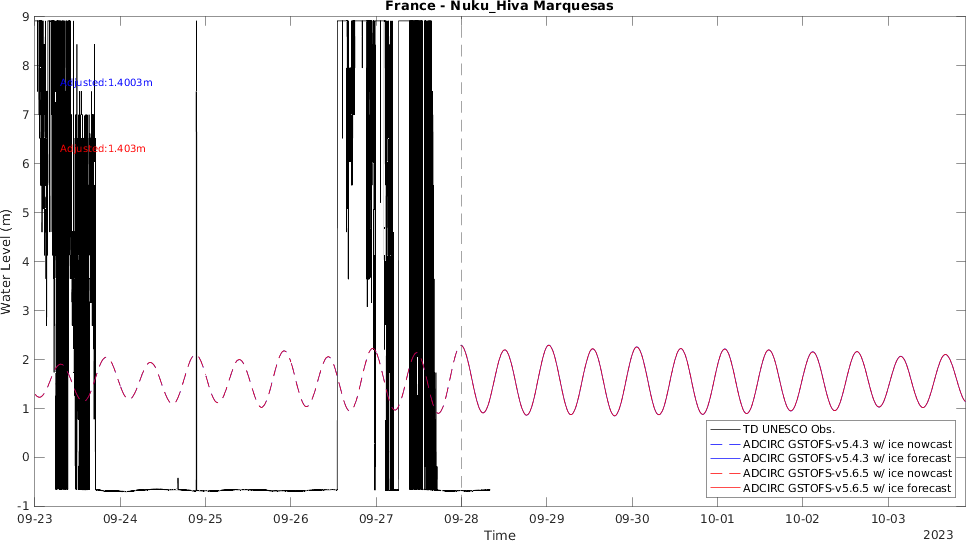 France - Nuku_Hiva Marquesas
9
8
7
6
5
4
3
2
1
0
-1
Water Level (m)
Adjusted:1.4003m
Adjusted:1.403m
TD UNESCO Obs.
ADCIRC GSTOFS-v5.4.3 w/ ice nowcast
ADCIRC GSTOFS-v5.4.3 w/ ice forecast
ADCIRC GSTOFS-v5.6.5 w/ ice nowcast
ADCIRC GSTOFS-v5.6.5 w/ ice forecast
09-23 09-24 09-25 09-26 09-27 09-28 09-29 09-30 10-01 10-02 10-03
Time
2023